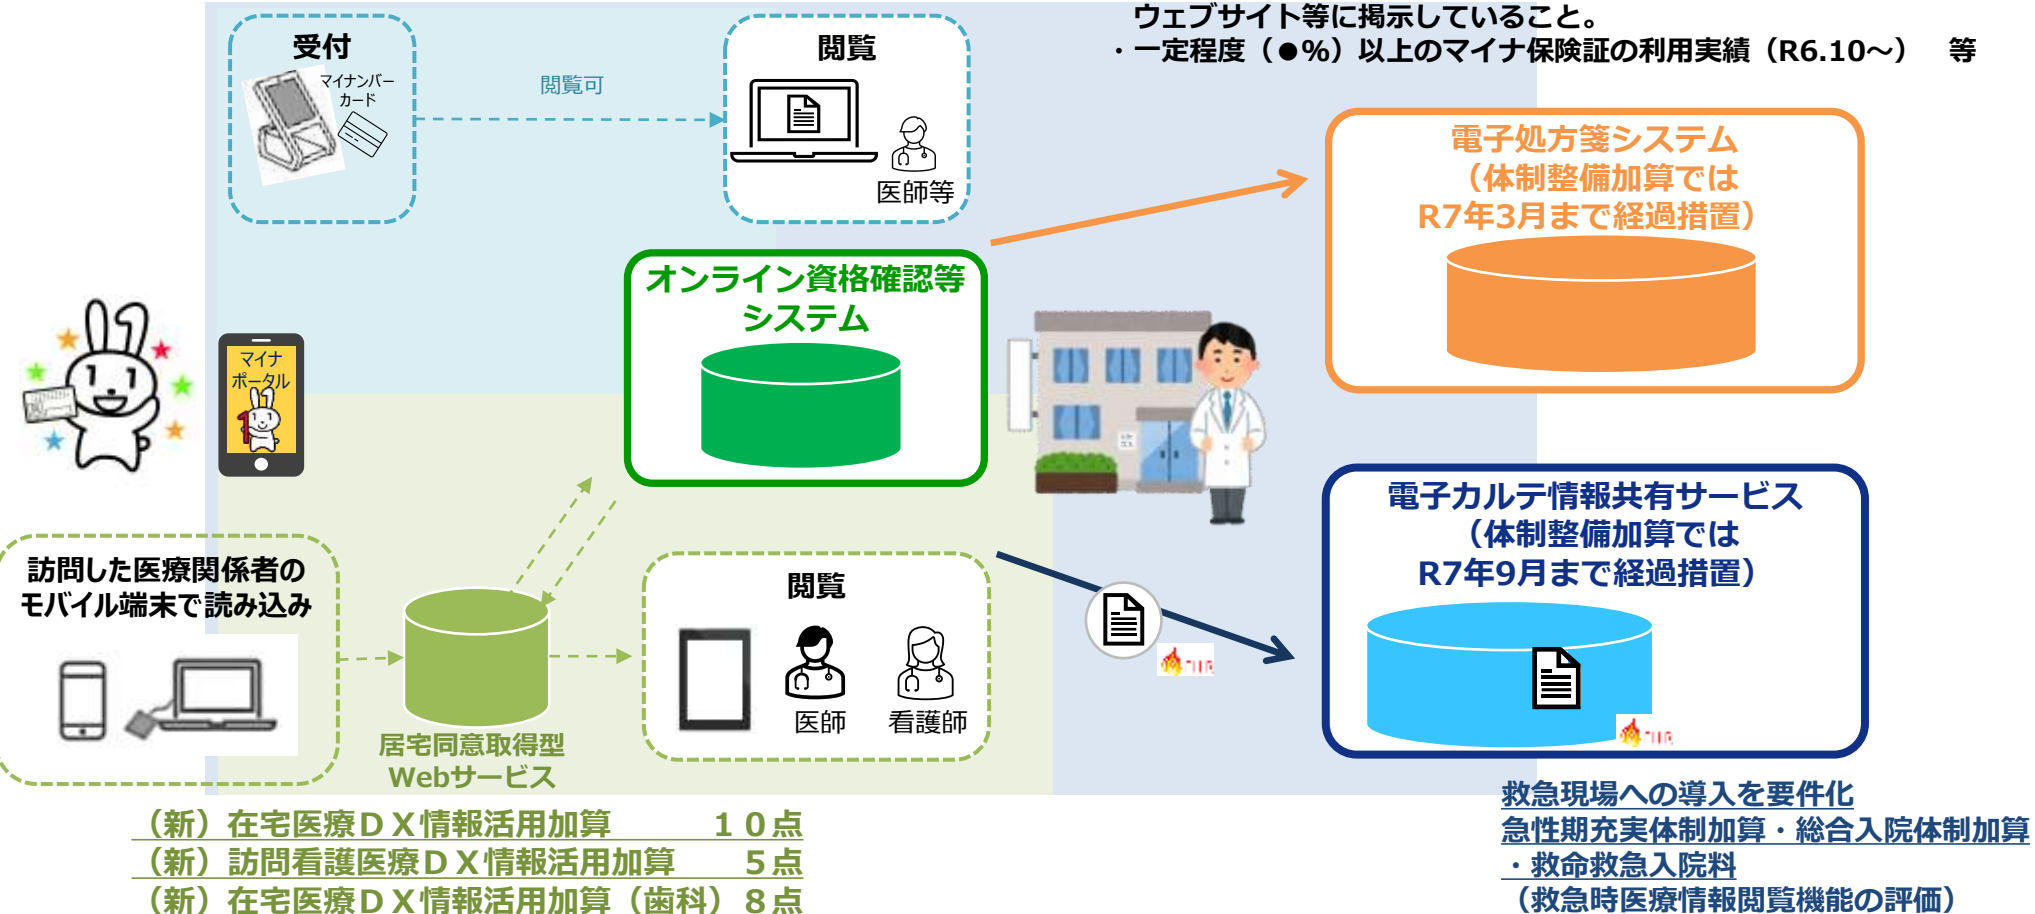 ウェブサイト等に掲示していること。
・一定程度（●%）以上のマイナ保険証の利用実績（R6.10～）　等
受付
マイナンバー
カード
閲覧可
閲覧
医師等
電子処方箋システム
（体制整備加算では
R7年3月まで経過措置）
オンライン資格確認等
システム
マイナ
ポータル
電子カルテ情報共有サービス
（体制整備加算では
R7年9月まで経過措置）
訪問した医療関係者の
モバイル端末で読み込み
閲覧
医師
看護師
居宅同意取得型
Webサービス
（新）在宅医療ＤＸ情報活用加算　　　１０点
（新）訪問看護医療ＤＸ情報活用加算　　５点
（新）在宅医療ＤＸ情報活用加算（歯科）８点
救急現場への導入を要件化
急性期充実体制加算・総合入院体制加算
・救命救急入院料
（救急時医療情報閲覧機能の評価）